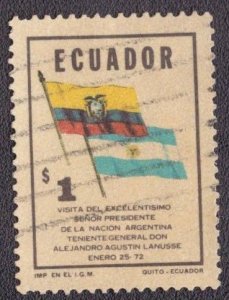 ECUADOR
$1
VISITA DEL EXCELENTISIMO
SEÑOR PRESIDENTE
DE LA NACION ARGENTINA
TENIENTE GENERAL DON
ALEJANDRO AGUSTIN LANUSSE
ENERO 25-72
IMP EN EL I.G.M. QUITO-ECUADOR